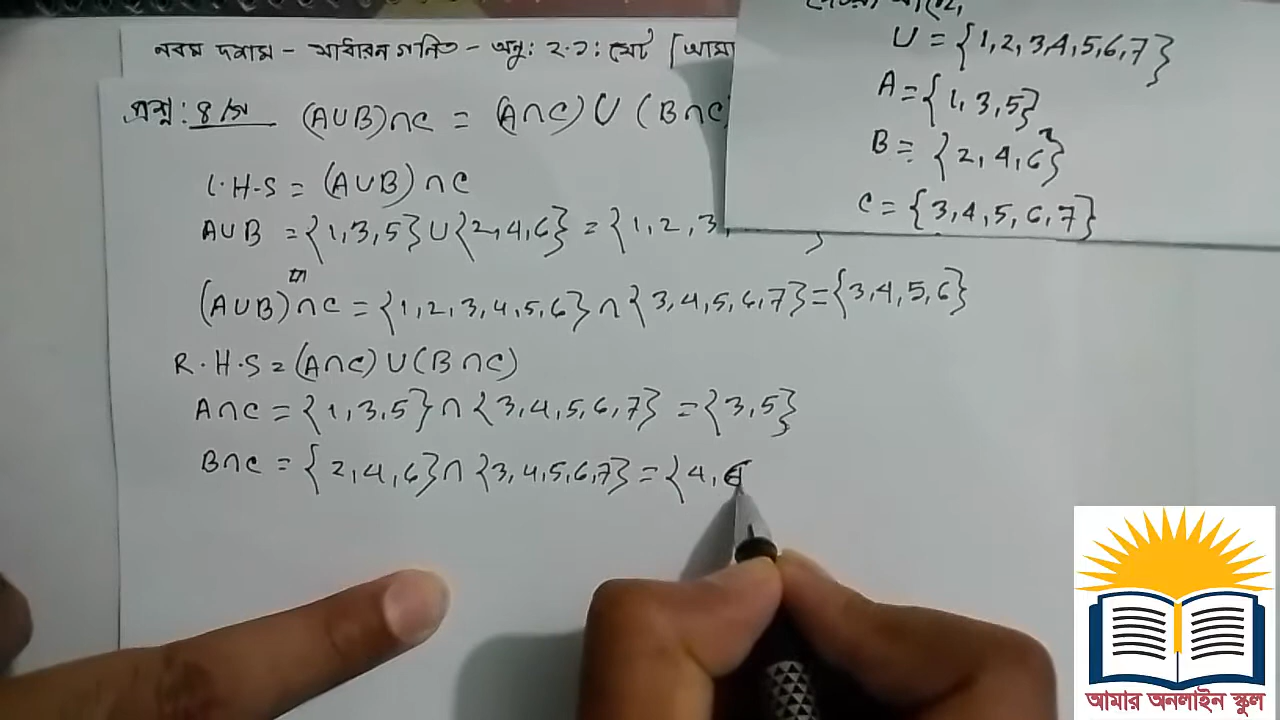 নবম দশম - সাধারন গনিত - অনু: ২.১: সেট [আমা
প্রশ্ন: ৪/গ (A∪B)∩C = (A∩C)∪(B∩C)
L.H.S = (A∪B)∩C
A∪B = {1,3,5}∪{2,4,6} = {1,2,3,
(A∪B)∩C = {1,2,3,4,5,6}∩{3,4,5,6,7}={3,4,5,6}
R.H.S=(A∩C)∪(B∩C)
A∩C = {1,3,5}∩{3,4,5,6,7} = {3,5}
B∩C = {2,4,6}∩{3,4,5,6,7} = {4,6
U = {1,2,3,4,5,6,7}
A = {1,3,5}
B = {2,4,6}
C = {3,4,5,6,7}
আমার অনলাইন স্কুল